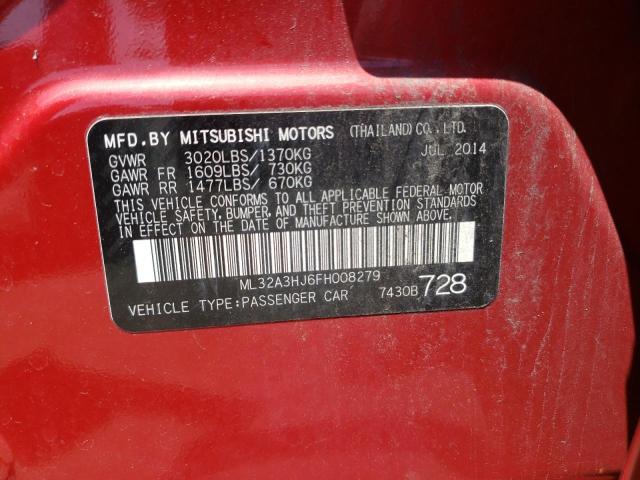 MFD.BY MITSUBISHI MOTORS (THAILAND)CO.,LTD.
GVWR 3020LBS/1370KG JUL.2014
GAWR FR 1609LBS/ 730KG
GAWR RR 1477LBS/ 670KG
THIS VEHICLE CONFORMS TO ALL APPLICABLE FEDERAL MOTOR
VEHICLE SAFETY, BUMPER, AND THEFT PREVENTION STANDARDS
IN EFFECT ON THE DATE OF MANUFACTURE SHOWN ABOVE.
ML32A3HJ6FH008279
VEHICLE TYPE:PASSENGER CAR 7430B 728